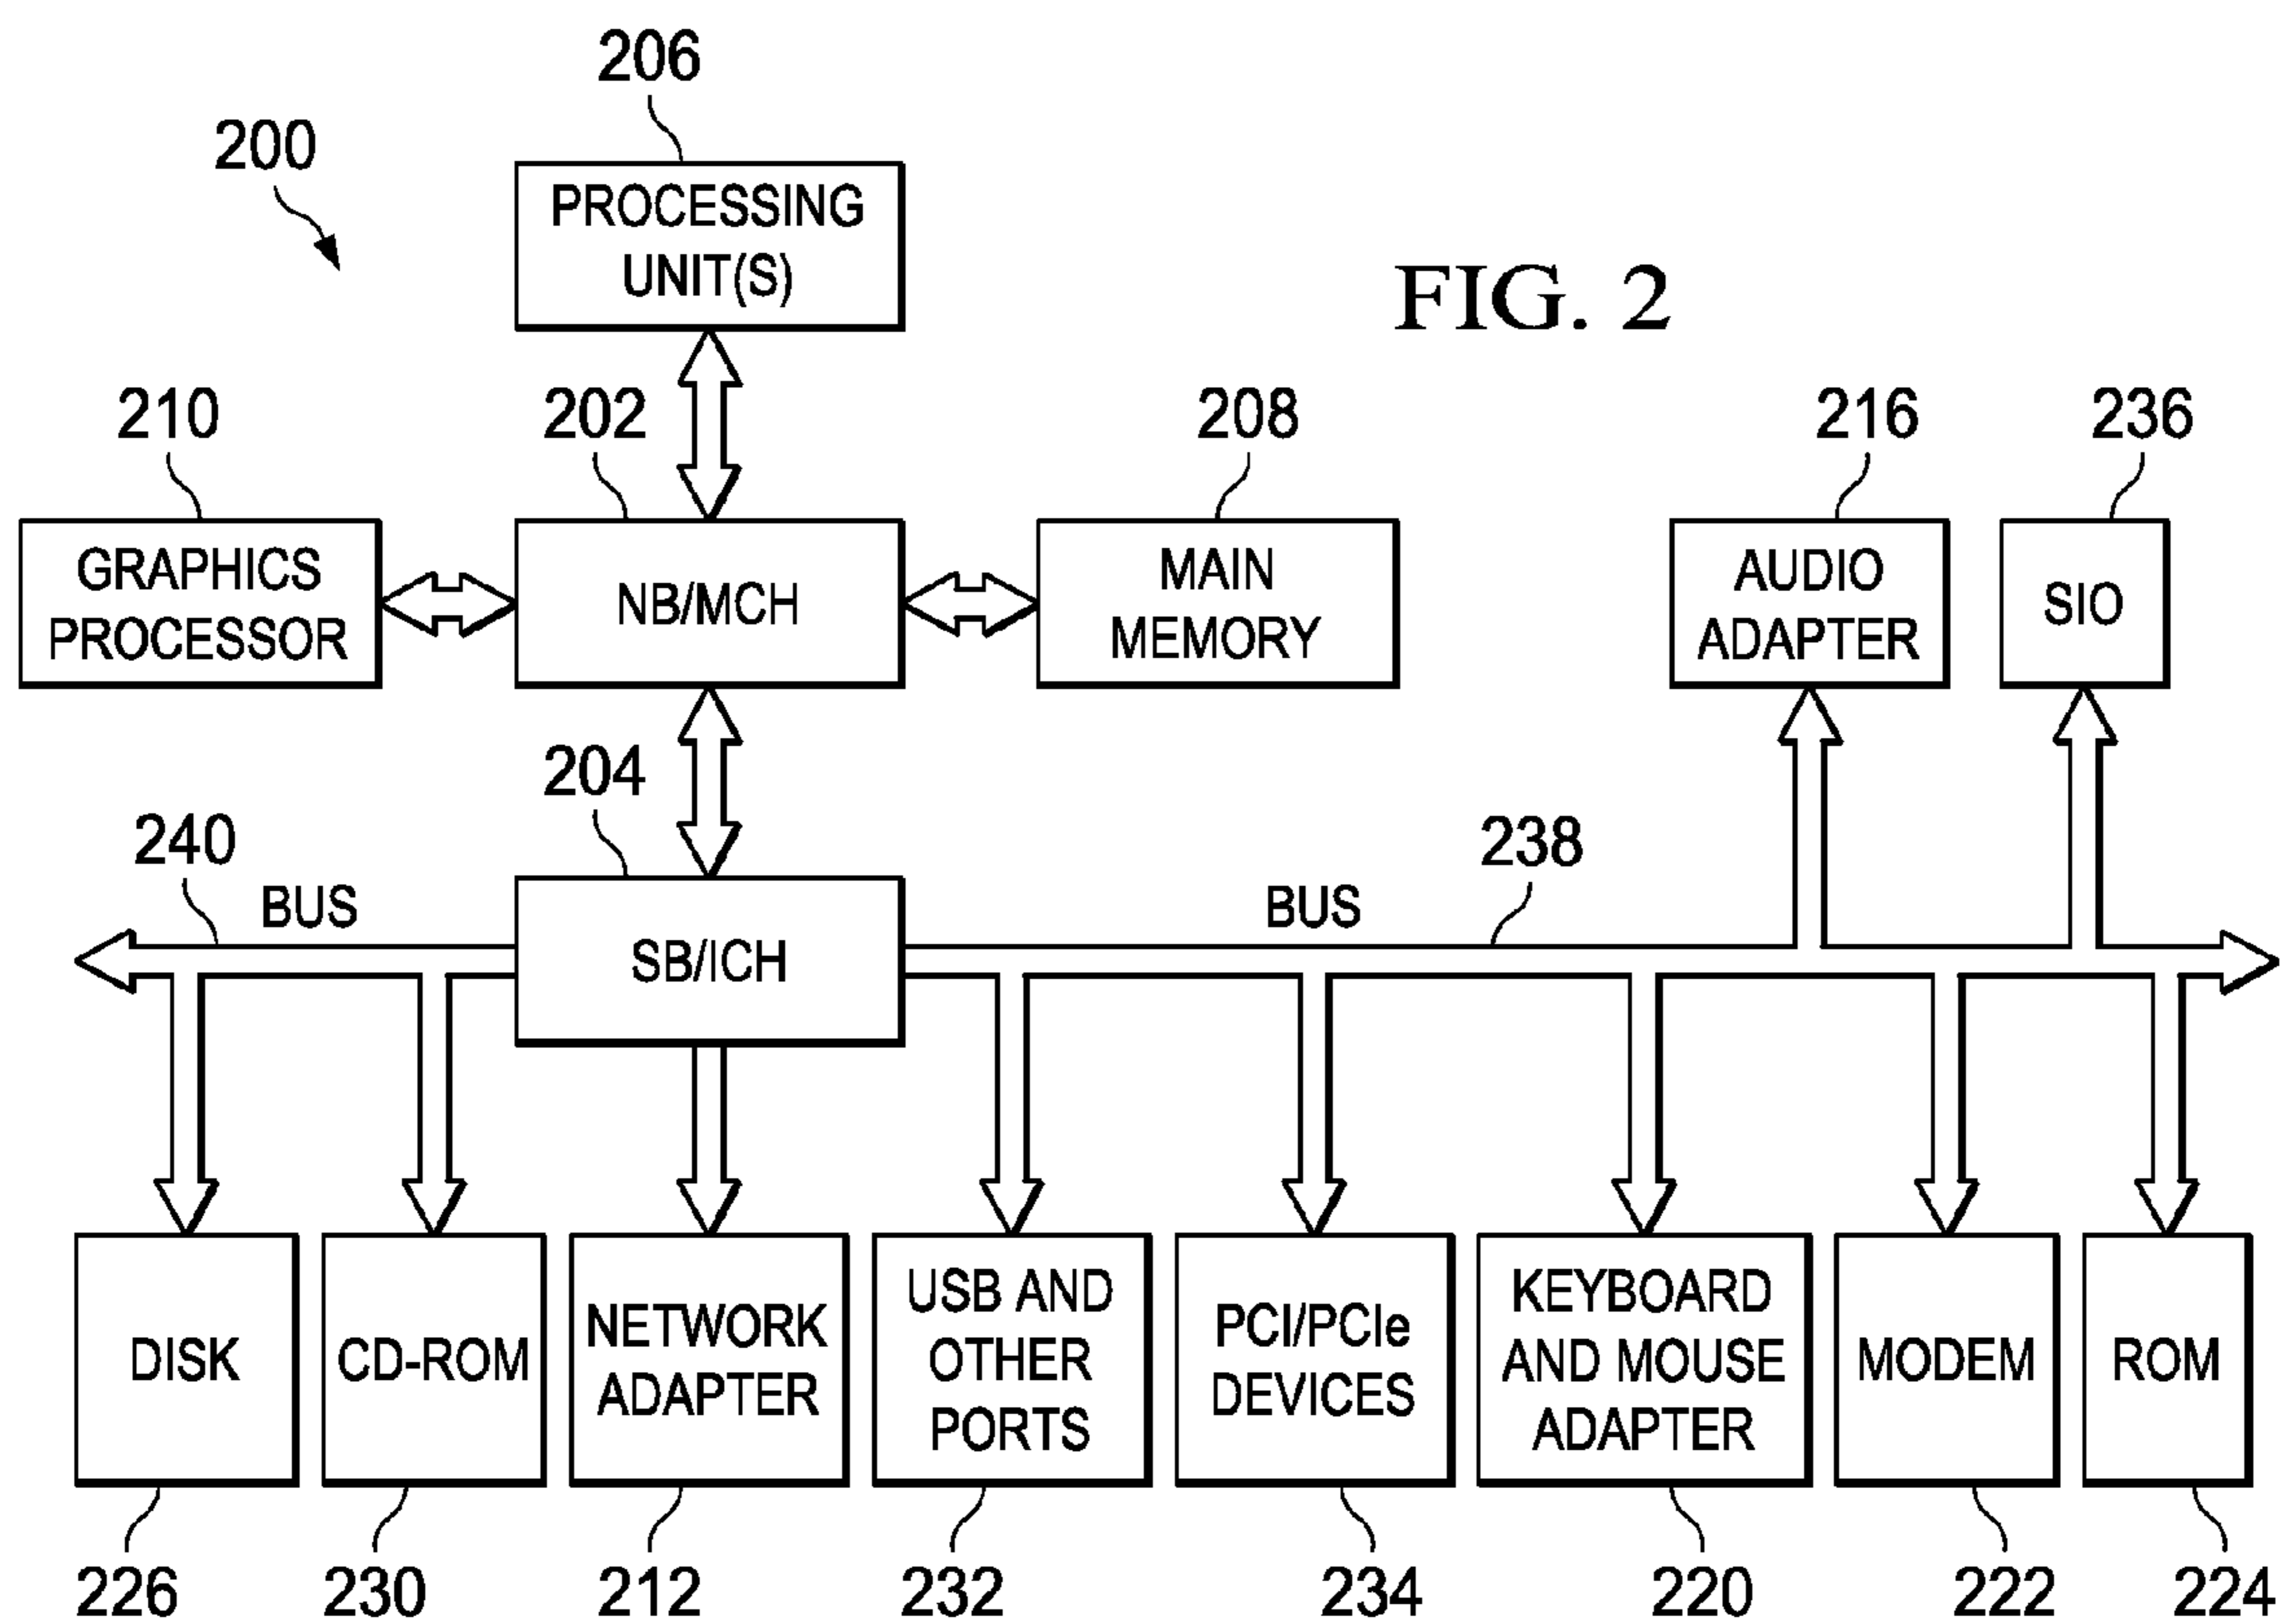 206
200
PROCESSING
UNIT(S)
FIG. 2
210
202
208
216
236
GRAPHICS
PROCESSOR
NB/MCH
MAIN
MEMORY
AUDIO
ADAPTER
SIO
204
240
BUS
238
BUS
SB/ICH
DISK
CD-ROM
NETWORK
ADAPTER
USB AND
OTHER
PORTS
PCI/PCIe
DEVICES
KEYBOARD
AND MOUSE
ADAPTER
MODEM
ROM
226
230
212
232
234
220
222
224